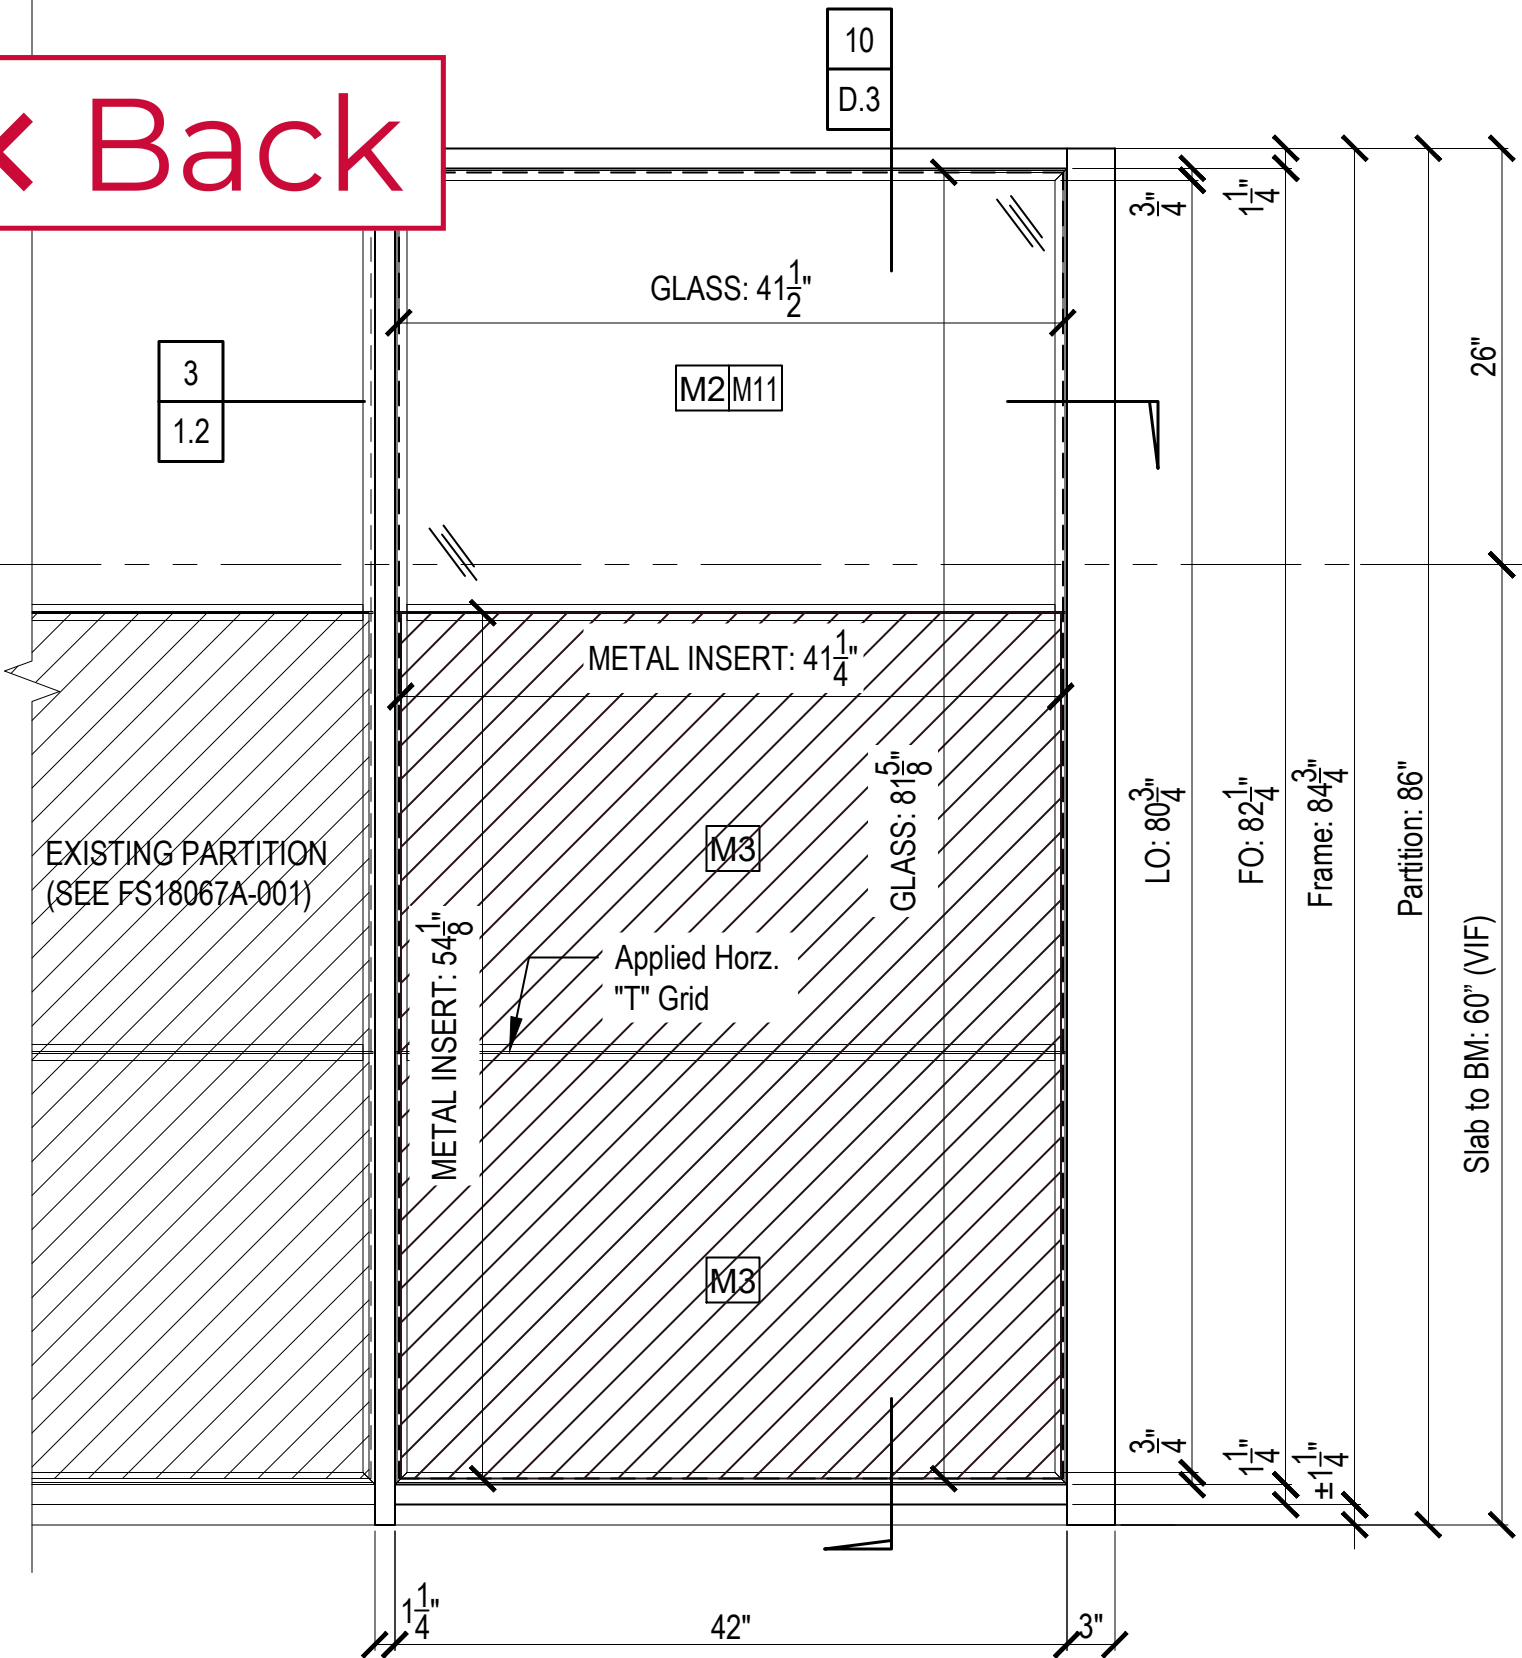 10
D.3
Back
3"
4
1 1/4"
GLASS: 41 1/2"
26"
3
1.2
M2 M11
METAL INSERT: 41 1/4"
EXISTING PARTITION
(SEE FS18067A-001)
M3
GLASS: 81 5/8"
LO: 80 3/4"
FO: 82 1/4"
Frame: 84 3/4"
Partition: 86"
Slab to BM: 60” (VIF)
METAL INSERT: 54 1/8"
Applied Horz.
"T" Grid
M3
3/4"
1 1/4"
±1 1/4"
1 1/4"
42"
3"